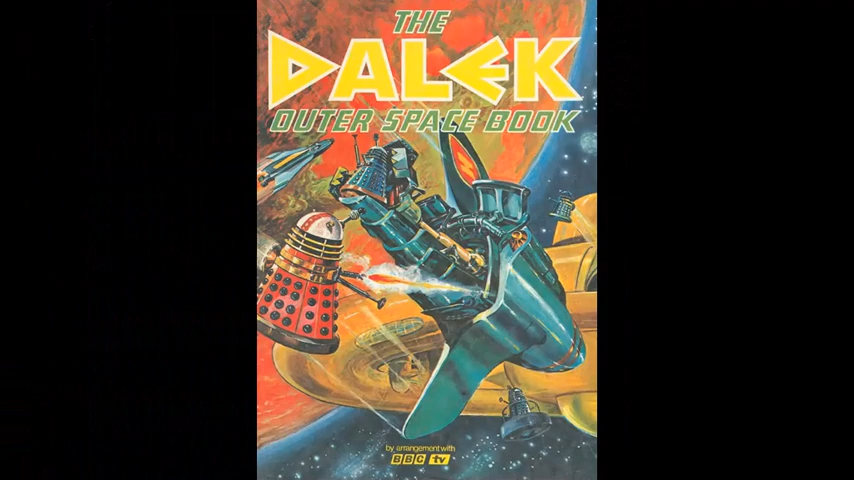 THE
DALEK
OUTER SPACE BOOK
by arrangement with
BBC tv